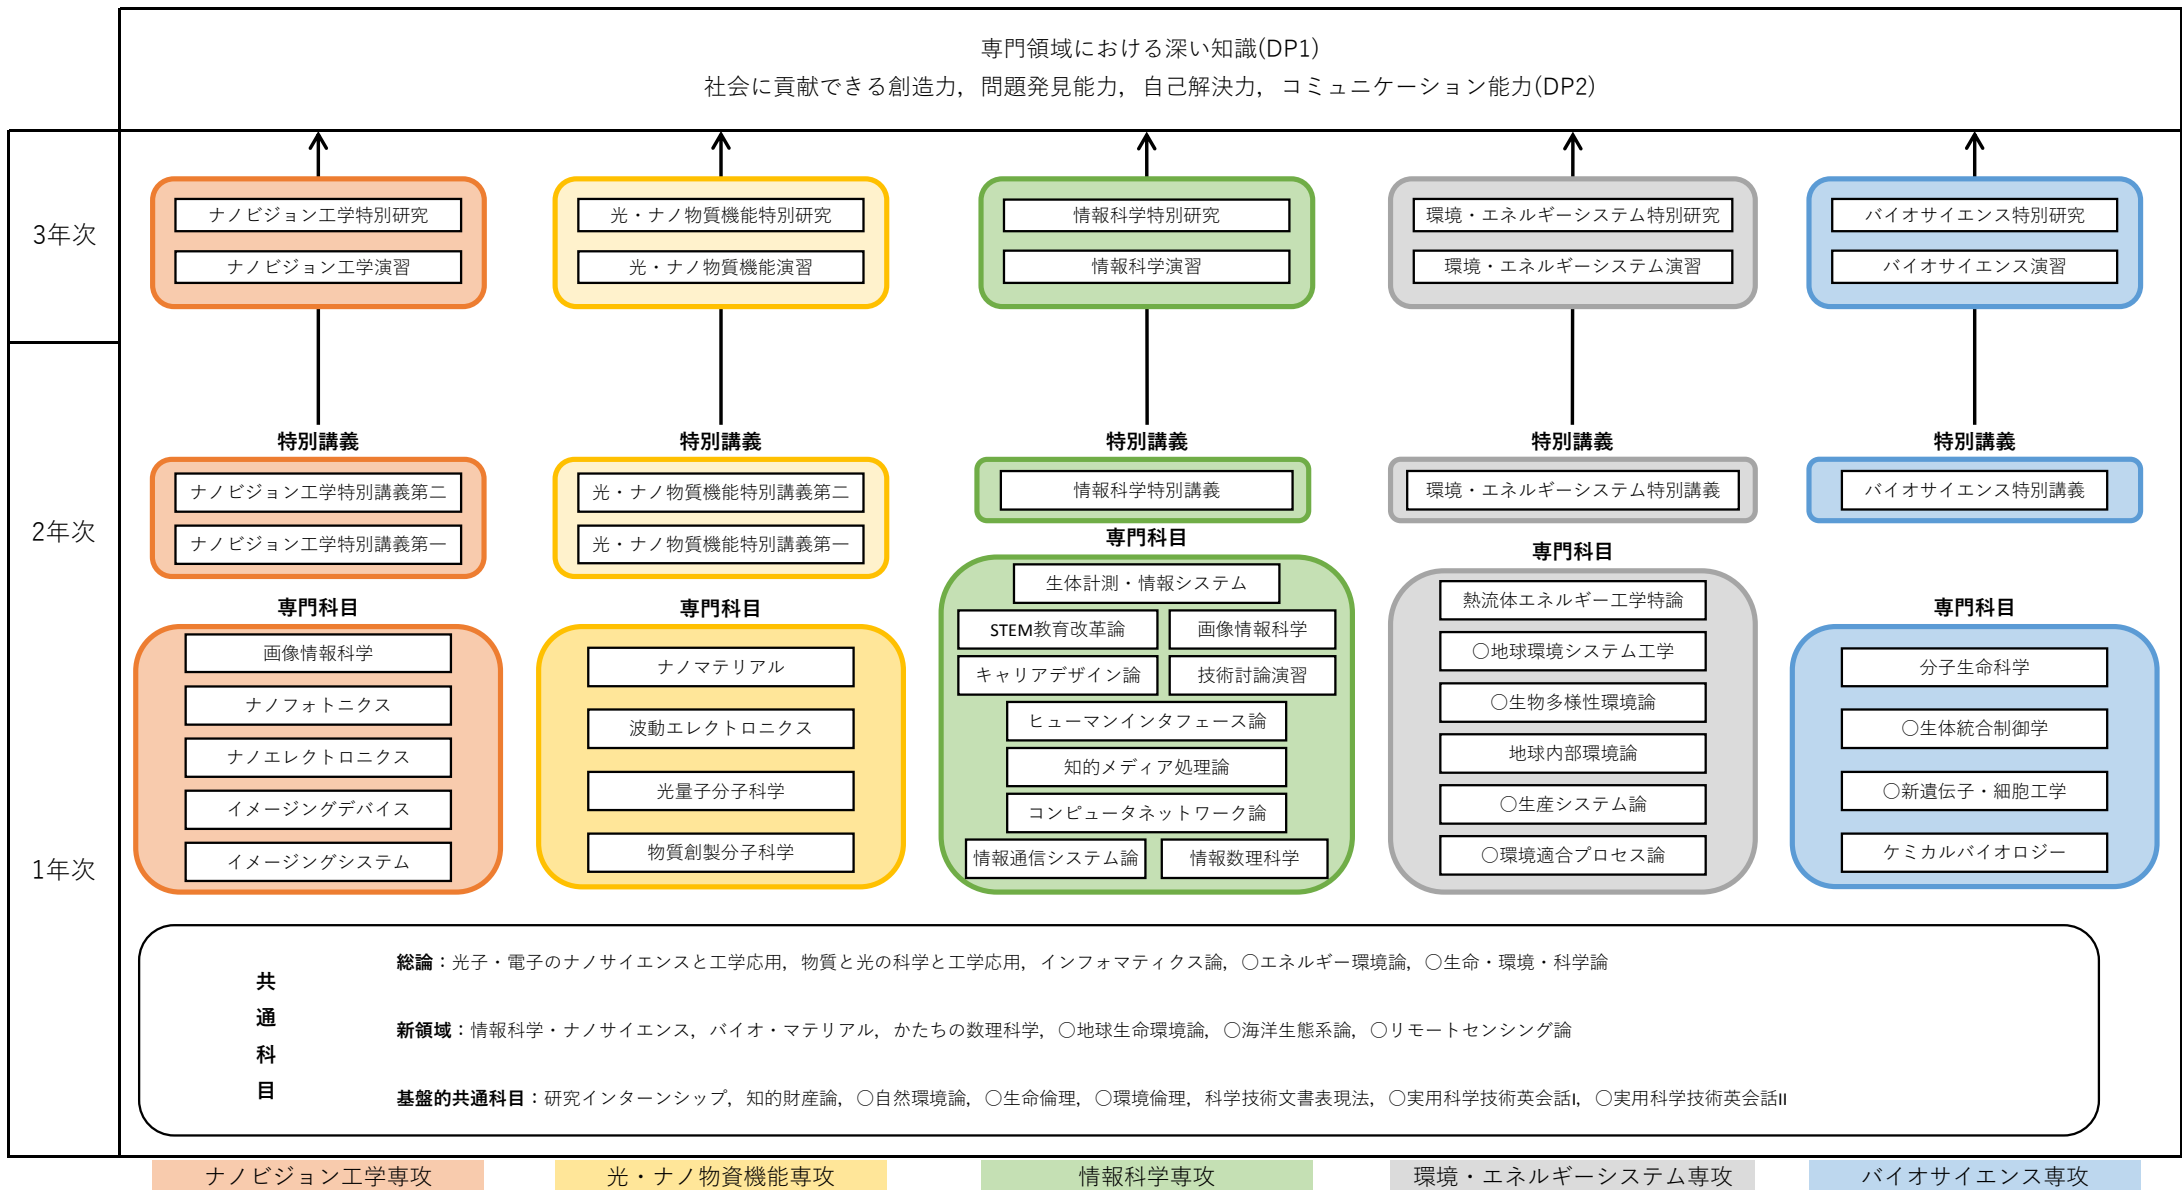 専門領域における深い知識(DP1)
社会に貢献できる創造力，問題発見能力，自己解決力，コミュニケーション能力(DP2)
3年次
ナノビジョン工学特別研究
ナノビジョン工学演習
光・ナノ物質機能特別研究
光・ナノ物質機能演習
情報科学特別研究
情報科学演習
環境・エネルギーシステム特別研究
環境・エネルギーシステム演習
バイオサイエンス特別研究
バイオサイエンス演習
2年次
特別講義
ナノビジョン工学特別講義第二
ナノビジョン工学特別講義第一
特別講義
光・ナノ物質機能特別講義第二
光・ナノ物質機能特別講義第一
特別講義
情報科学特別講義
特別講義
環境・エネルギーシステム特別講義
特別講義
バイオサイエンス特別講義
1年次
専門科目
画像情報科学
ナノフォトニクス
ナノエレクトロニクス
イメージングデバイス
イメージングシステム
専門科目
ナノマテリアル
波動エレクトロニクス
光量子分子科学
物質創製分子科学
専門科目
生体計測・情報システム
STEM教育改革論
画像情報科学
キャリアデザイン論
技術討論演習
ヒューマンインタフェース論
知的メディア処理論
コンピュータネットワーク論
情報通信システム論
情報数理科学
専門科目
熱流体エネルギー工学特論
〇地球環境システム工学
〇生物多様性環境論
地球内部環境論
〇生産システム論
〇環境適合プロセス論
専門科目
分子生命科学
〇生体統合制御学
〇新遺伝子・細胞工学
ケミカルバイオロジー
共
通
科
目
総論：光子・電子のナノサイエンスと工学応用，物質と光の科学と工学応用，インフォマティクス論，〇エネルギー環境論，〇生命・環境・科学論
新領域：情報科学・ナノサイエンス，バイオ・マテリアル，かたちの数理科学，〇地球生命環境論，〇海洋生態系論，〇リモートセンシング論
基盤的共通科目：研究インターンシップ，知的財産論，〇自然環境論，〇生命倫理，〇環境倫理，科学技術文書表現法，〇実用科学技術英会話I，〇実用科学技術英会話II
ナノビジョン工学専攻
光・ナノ物資機能専攻
情報科学専攻
環境・エネルギーシステム専攻
バイオサイエンス専攻